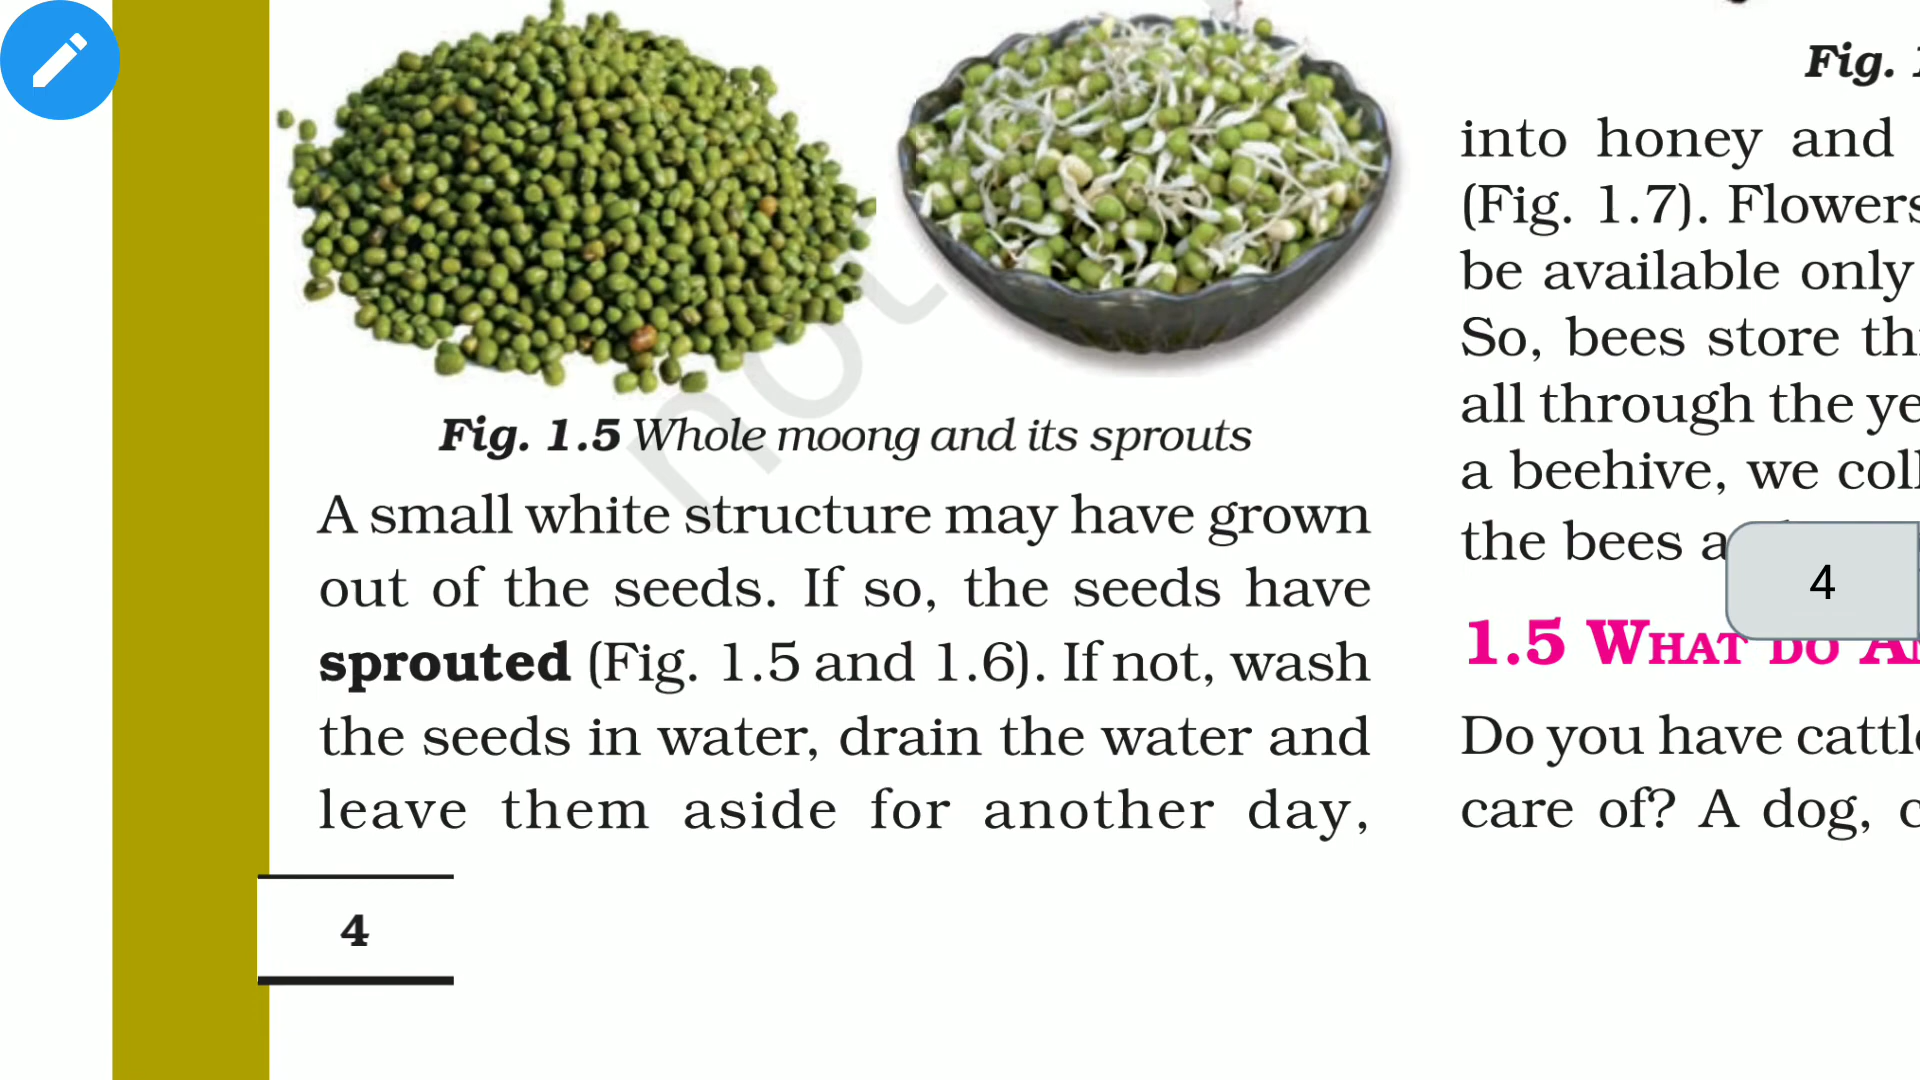 Fig. 1.5 Whole moong and its sprouts
A small white structure may have grown
out of the seeds. If so, the seeds have
sprouted (Fig. 1.5 and 1.6). If not, wash
the seeds in water, drain the water and
leave them aside for another day,
4
Fig.
into honey and
(Fig. 1.7). Flowers
be available only
So, bees store
all through the
a beehive, we
the bees
4
1.5 WHAT DO
Do you have
care of? A dog,
not